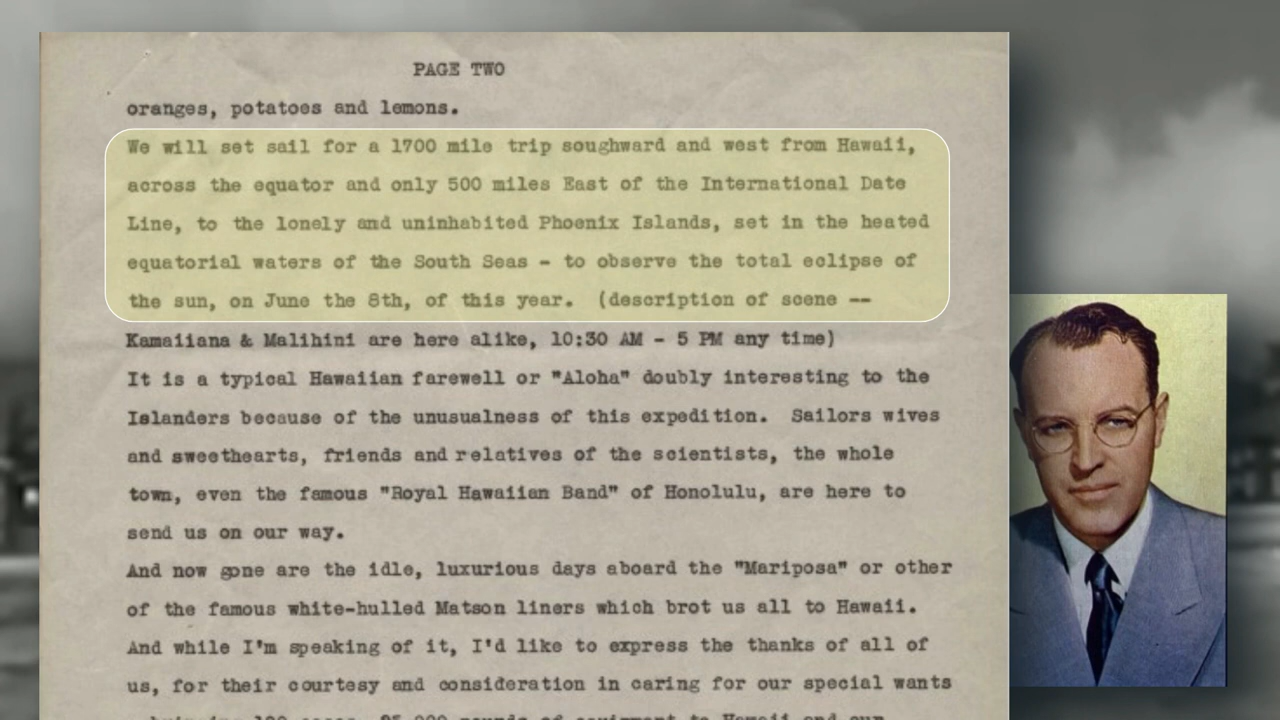 PAGE TWO
oranges, potatoes and lemons.
We will set sail for a 1700 mile trip soughward and west from Hawaii,
across the equator and only 500 miles East of the International Date
Line, to the lonely and uninhabited Phoenix Islands, set in the heated
equatorial waters of the South Seas - to observe the total eclipse of
the sun, on June the 8th, of this year. (description of scene --
Kamaiiana & Malihini are here alike, 10:30 AM - 5 PM any time)
It is a typical Hawaiian farewell or "Aloha" doubly interesting to the
Islanders because of the unusualness of this expedition. Sailors wives
and sweethearts, friends and relatives of the scientists, the whole
town, even the famous "Royal Hawaiian Band" of Honolulu, are here to
send us on our way.
And now gone are the idle, luxurious days aboard the "Mariposa" or other
of the famous white-hulled Matson liners which brot us all to Hawaii.
And while I'm speaking of it, I'd like to express the thanks of all of
us, for their courtesy and consideration in caring for our special wants
to Hawaii and our